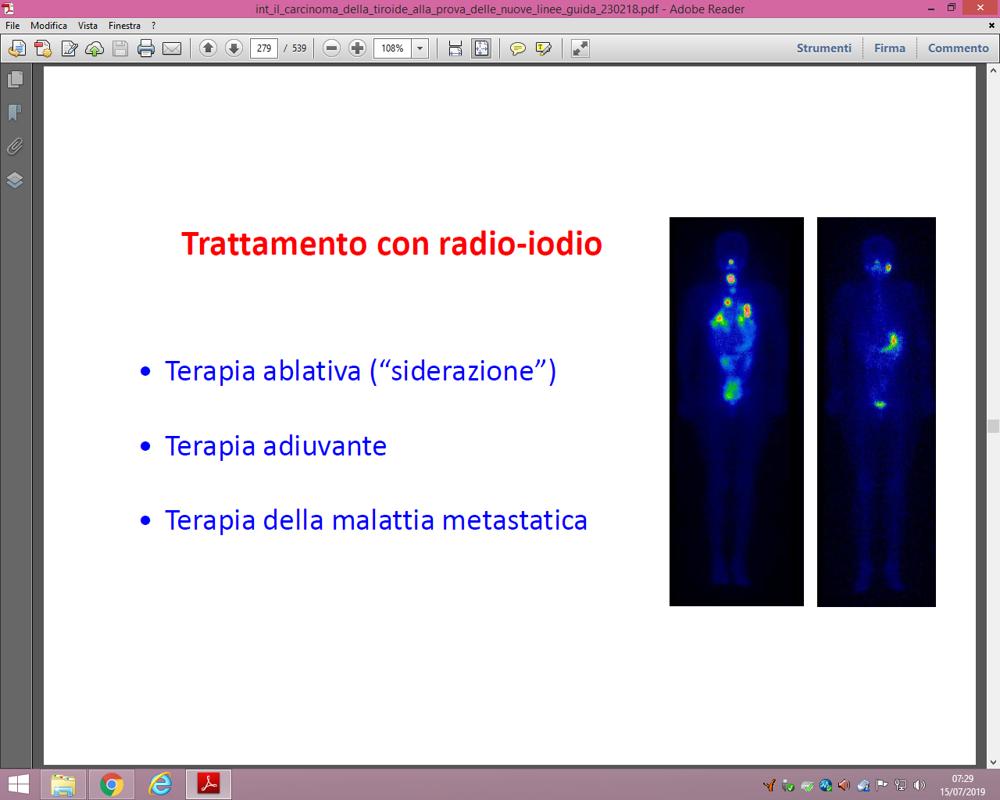 int_il_carcinoma_della_tiroide_alla_prova_delle_nuove_linee_guida_230218.pdf - Adobe Reader
File Modifica Vista Finestra ?
279 / 539 108% Strumenti Firma Commento
Trattamento con radio-iodio
• Terapia ablativa (“siderazione”)
• Terapia adiuvante
• Terapia della malattia metastatica
07:29
15/07/2019